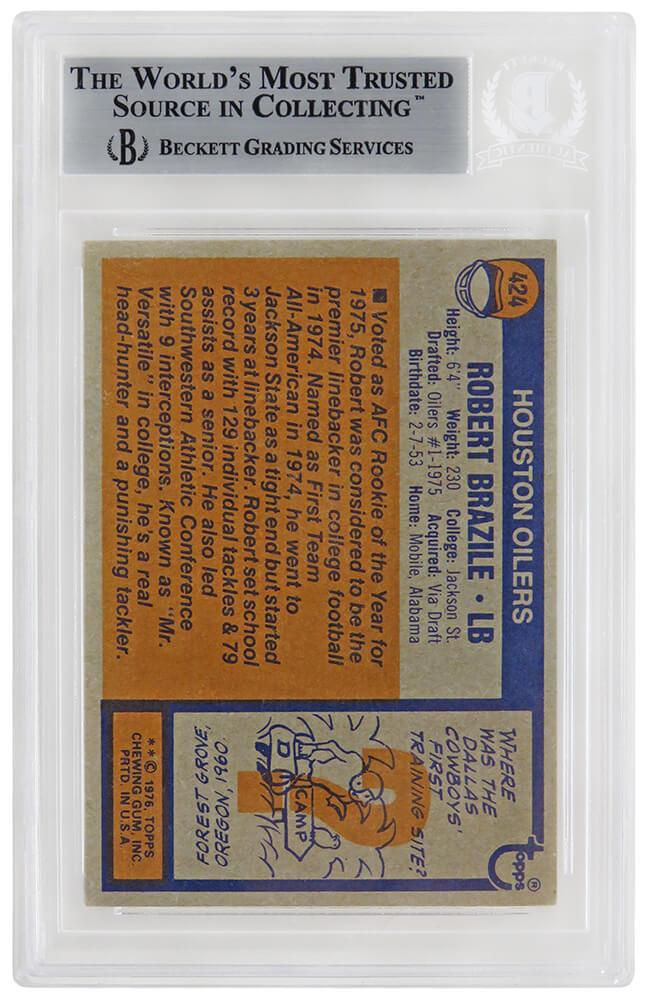 THE WORLD'S MOST TRUSTED
SOURCE IN COLLECTING™
B BECKETT GRADING SERVICES
BECKETT
B
AUTHENTIC
424
HOUSTON OILERS
ROBERT BRAZILE • LB
Height: 6'4" Weight: 230 College: Jackson St.
Drafted: Oilers #1-1975 Acquired: Via Draft
Birthdate: 2-7-53 Home: Mobile, Alabama
■ Voted as AFC Rookie of the Year for
1975, Robert was considered to be the
premier linebacker in college football
in 1974. Named as First Team
All-American in 1974, he went to
Jackson State as a tight end but started
3 years at linebacker. Robert set school
record with 129 individual tackles & 79
assists as a senior. He also led
Southwestern Athletic Conference
with 9 interceptions. Known as "Mr.
Versatile" in college, he's a real
head-hunter and a punishing tackler.
topps®
WHERE
WAS THE
DALLAS
COWBOYS'
FIRST
TRAINING SITE?
?
CAMP
D
FOREST GROVE,
OREGON, 1960.
** © 1976, TOPPS
CHEWING GUM, INC.
PRTD. IN U.S.A